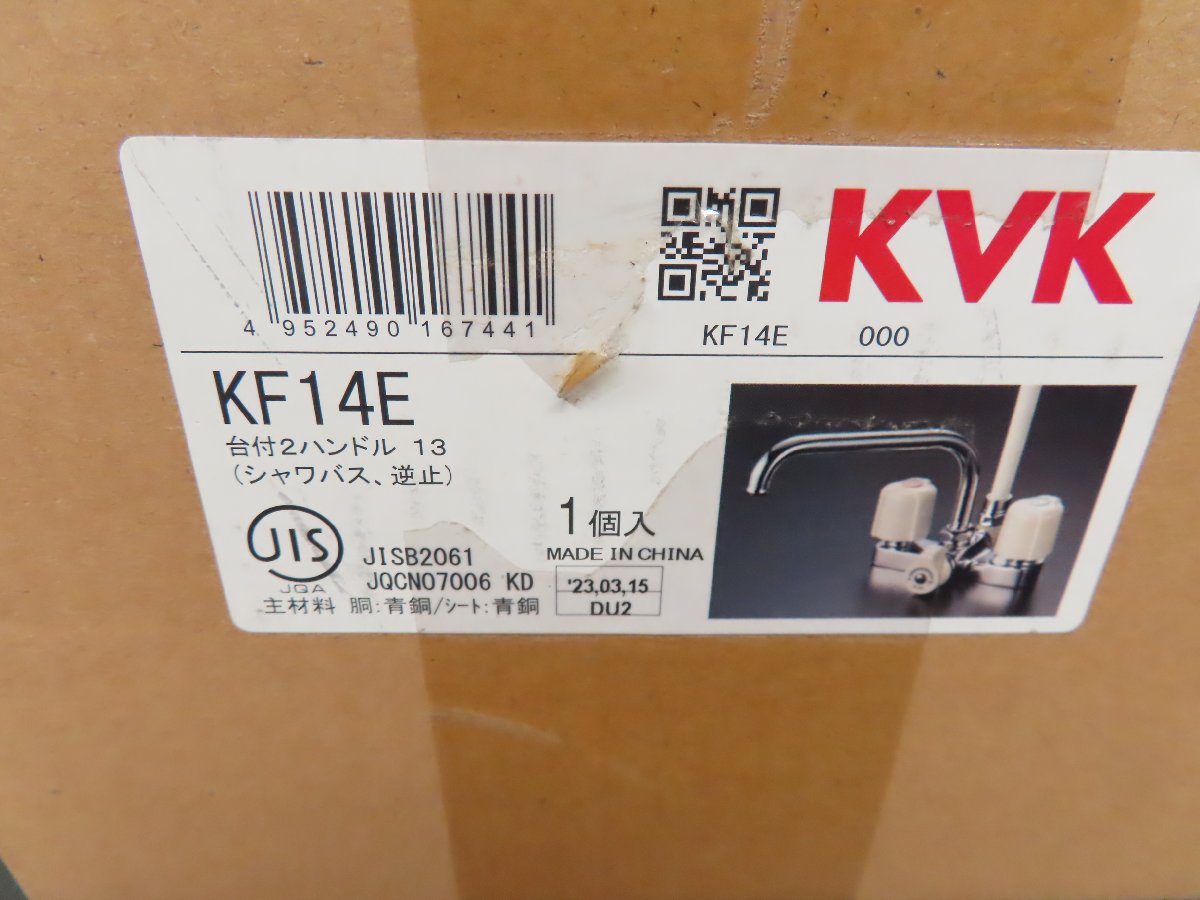 4 952490 167441
KVK
KF14E 000
KF14E
台付2ハンドル 13
(シャワバス、逆止)
1個入
MADE IN CHINA
JIS
JQA
JISB2061
JQCN07006 KD
'23,03,15
DU2
主材料 胴:青銅/シート:青銅